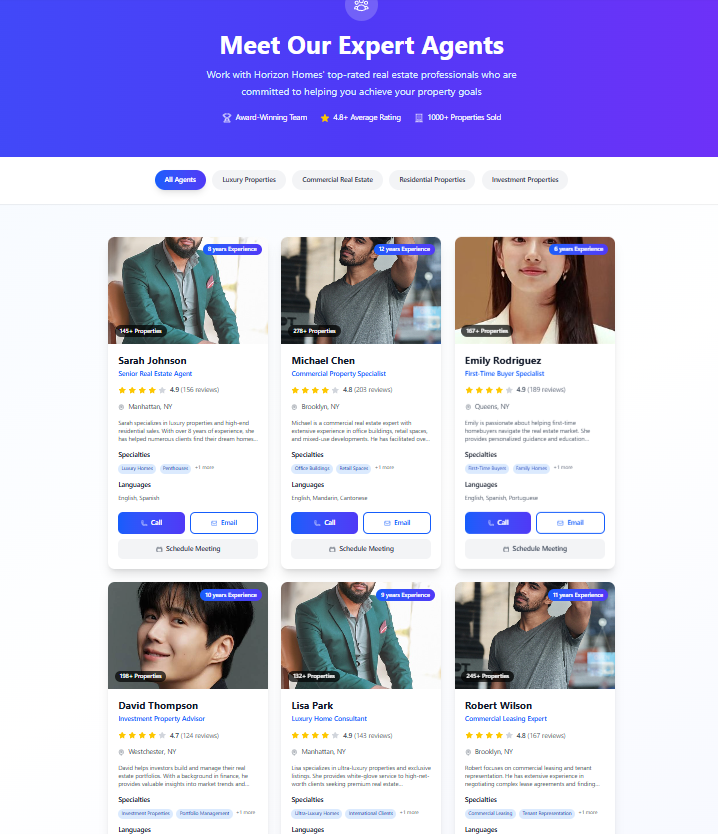 Meet Our Expert Agents
Work with Horizon Homes' top-rated real estate professionals who are
committed to helping you achieve your property goals
Award-Winning Team
4.8+ Average Rating
1000+ Properties Sold
All Agents
Luxury Properties
Commercial Real Estate
Residential Properties
Investment Properties
8 years Experience
145+ Properties
Sarah Johnson
Senior Real Estate Agent
4.9 (156 reviews)
Manhattan, NY
Sarah specializes in luxury properties and high-end
residential sales. With over 8 years of experience, she
has helped numerous clients find their dream homes...
Specialties
Luxury Homes
Penthouses
+1 more
Languages
English, Spanish
Call
Email
Schedule Meeting
12 years Experience
278+ Properties
Michael Chen
Commercial Property Specialist
4.8 (203 reviews)
Brooklyn, NY
Michael is a commercial real estate expert with
extensive experience in office buildings, retail spaces,
and mixed-use developments. He has facilitated ove...
Specialties
Office Buildings
Retail Spaces
+1 more
Languages
English, Mandarin, Cantonese
Call
Email
Schedule Meeting
6 years Experience
167+ Properties
Emily Rodriguez
First-Time Buyer Specialist
4.9 (189 reviews)
Queens, NY
Emily is passionate about helping first-time
homebuyers navigate the real estate market. She
provides personalized guidance and education...
Specialties
First-Time Buyers
Family Homes
+1 more
Languages
English, Spanish, Portuguese
Call
Email
Schedule Meeting
10 years Experience
198+ Properties
David Thompson
Investment Property Advisor
4.7 (124 reviews)
Westchester, NY
David helps investors build and manage their real
estate portfolios. With a background in finance, he
provides valuable insights into market trends and...
Specialties
Investment Properties
Portfolio Management
+1 more
Languages
9 years Experience
132+ Properties
Lisa Park
Luxury Home Consultant
4.9 (143 reviews)
Manhattan, NY
Lisa specializes in ultra-luxury properties and exclusive
listings. She provides white-glove service to high-net-
worth clients seeking premium real estate...
Specialties
Ultra-Luxury Homes
International Clients
+1 more
Languages
11 years Experience
245+ Properties
Robert Wilson
Commercial Leasing Expert
4.8 (167 reviews)
Brooklyn, NY
Robert focuses on commercial leasing and tenant
representation. He has extensive experience in
negotiating complex lease agreements and finding...
Specialties
Commercial Leasing
Tenant Representation
+1 more
Languages